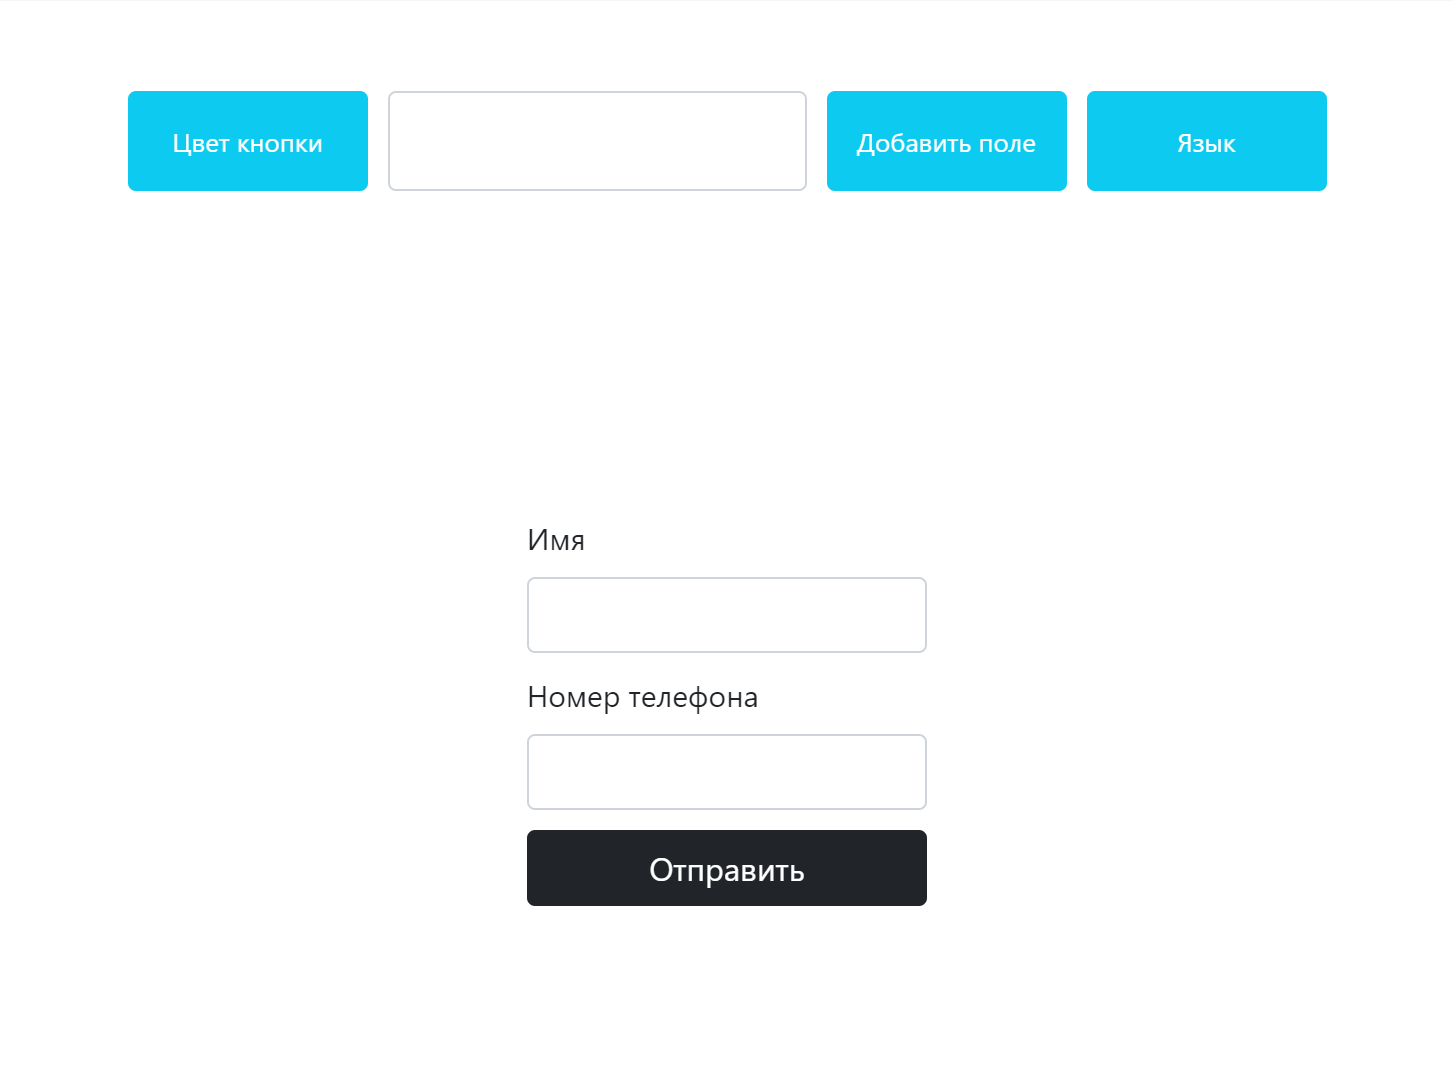 Цвет кнопки
Добавить поле
Язык
Имя
Номер телефона
Отправить